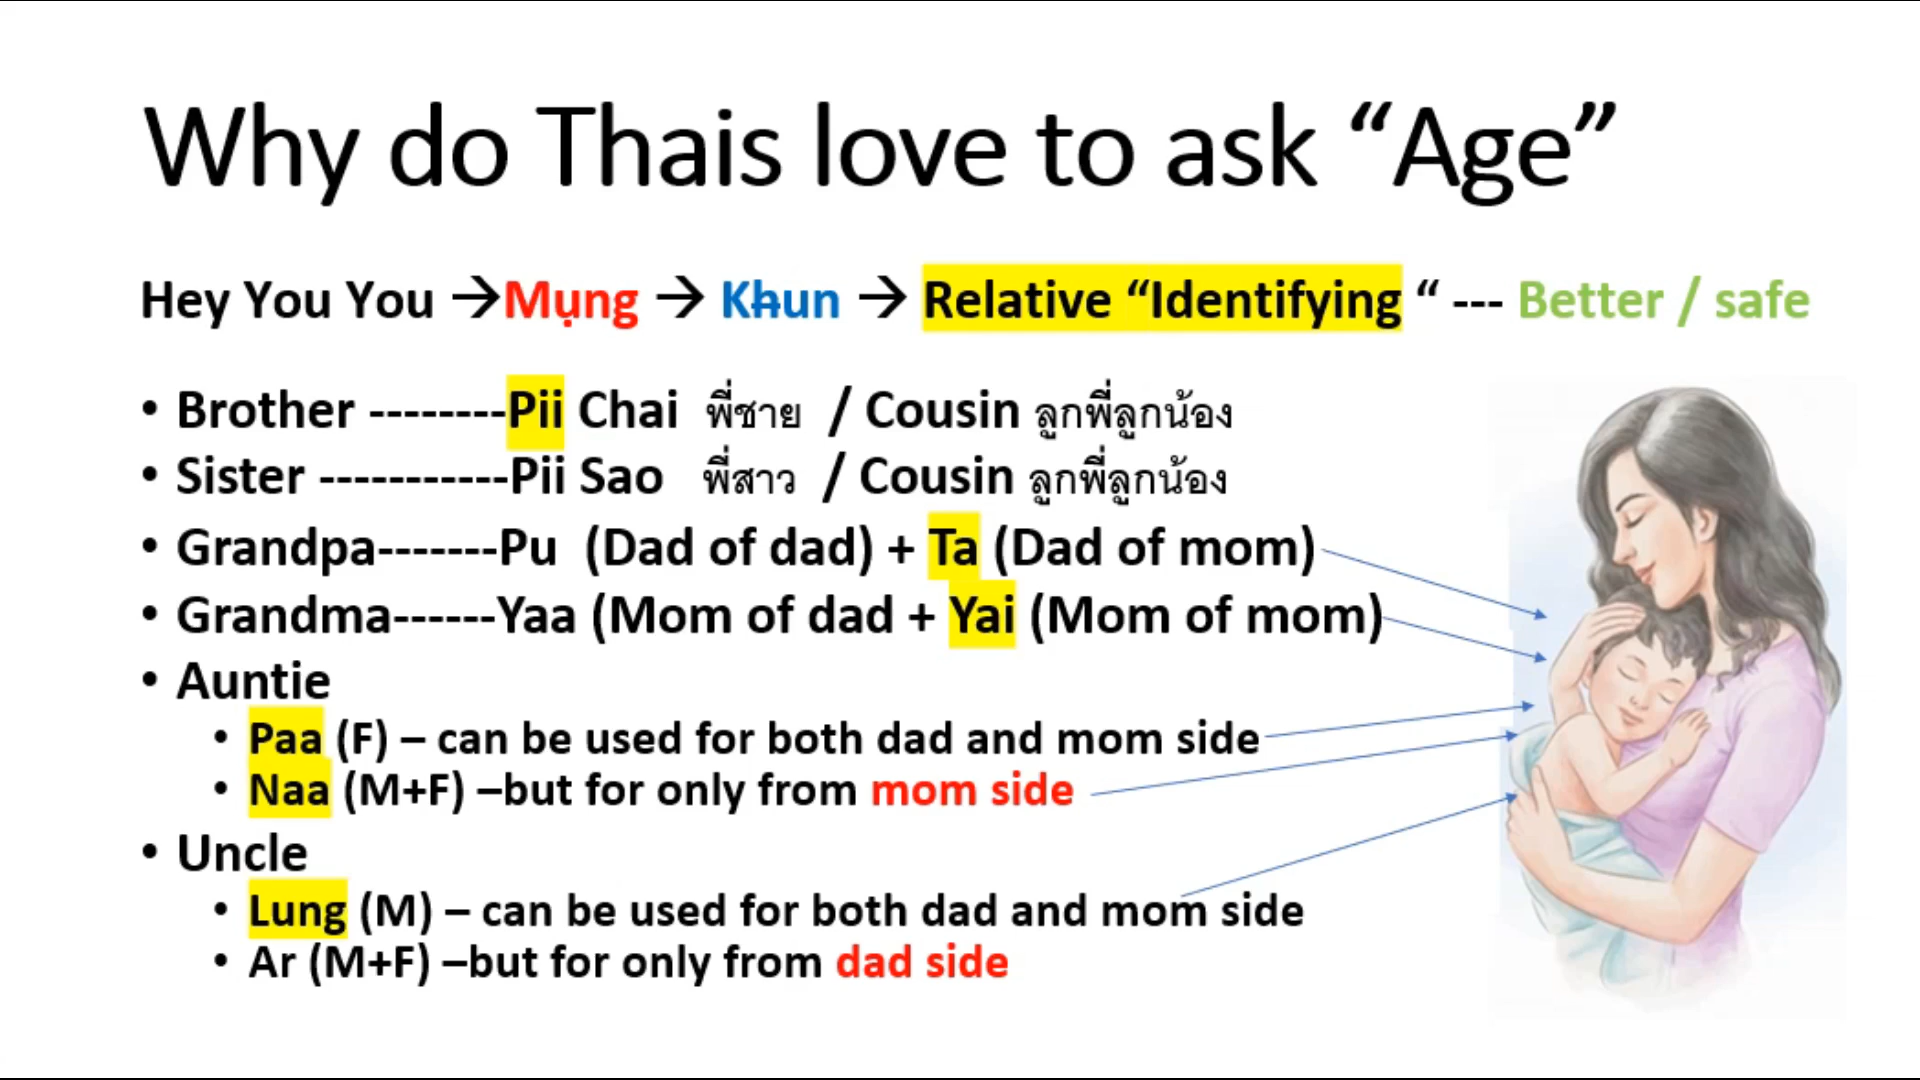 Why do Thais love to ask “Age”
Hey You You →Mụng → Khun → Relative “Identifying “ --- Better / safe
• Brother --------Pii Chai พี่ชาย / Cousin ลูกพี่ลูกน้อง
• Sister -----------Pii Sao พี่สาว / Cousin ลูกพี่ลูกน้อง
• Grandpa-------Pu (Dad of dad) + Ta (Dad of mom)
• Grandma------Yaa (Mom of dad + Yai (Mom of mom)
• Auntie
• Paa (F) – can be used for both dad and mom side
• Naa (M+F) –but for only from mom side
• Uncle
• Lung (M) – can be used for both dad and mom side
• Ar (M+F) –but for only from dad side